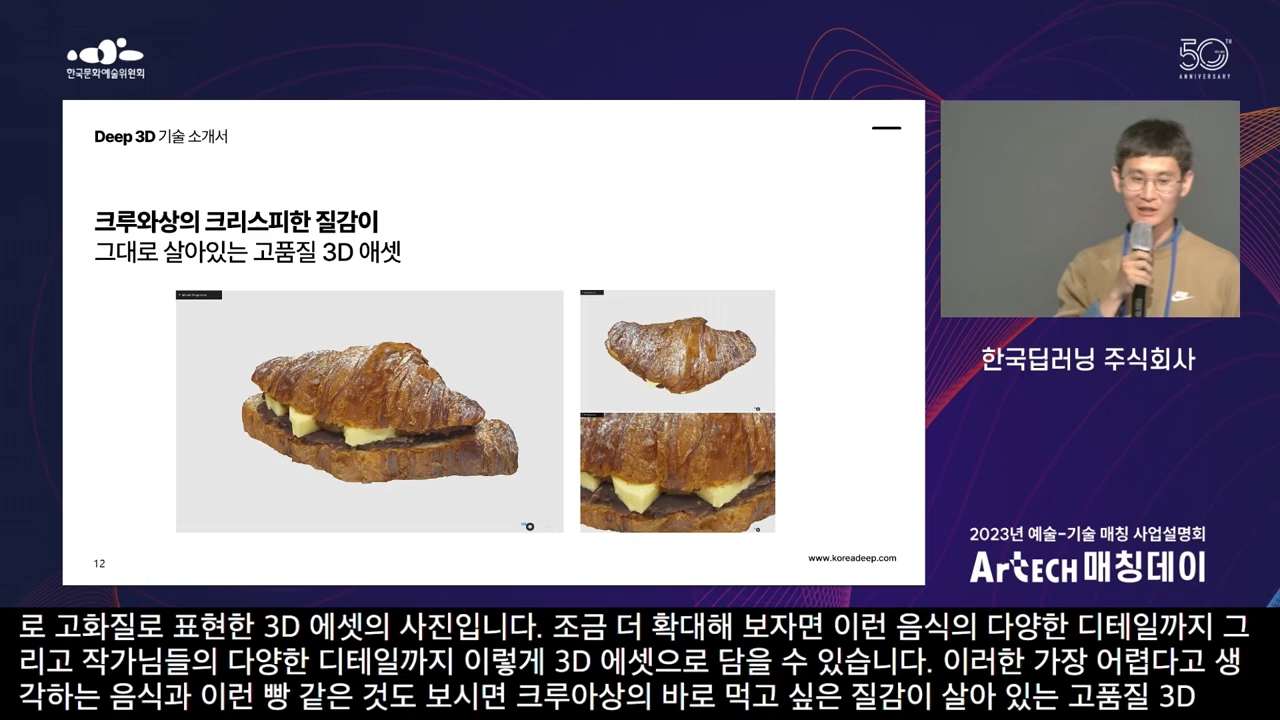 한국문화예술위원회
50TH
ANNIVERSARY
Deep 3D 기술 소개서
크루와상의 크리스피한 질감이
그대로 살아있는 고품질 3D 애셋
12
www.koreadeep.com
한국딥러닝 주식회사
2023년 예술-기술 매칭 사업설명회
ArtECH 매칭데이
로 고화질로 표현한 3D 에셋의 사진입니다. 조금 더 확대해 보자면 이런 음식의 다양한 디테일까지 그
리고 작가님들의 다양한 디테일까지 이렇게 3D 에셋으로 담을 수 있습니다. 이러한 가장 어렵다고 생
각하는 음식과 이런 빵 같은 것도 보시면 크루아상의 바로 먹고 싶은 질감이 살아 있는 고품질 3D